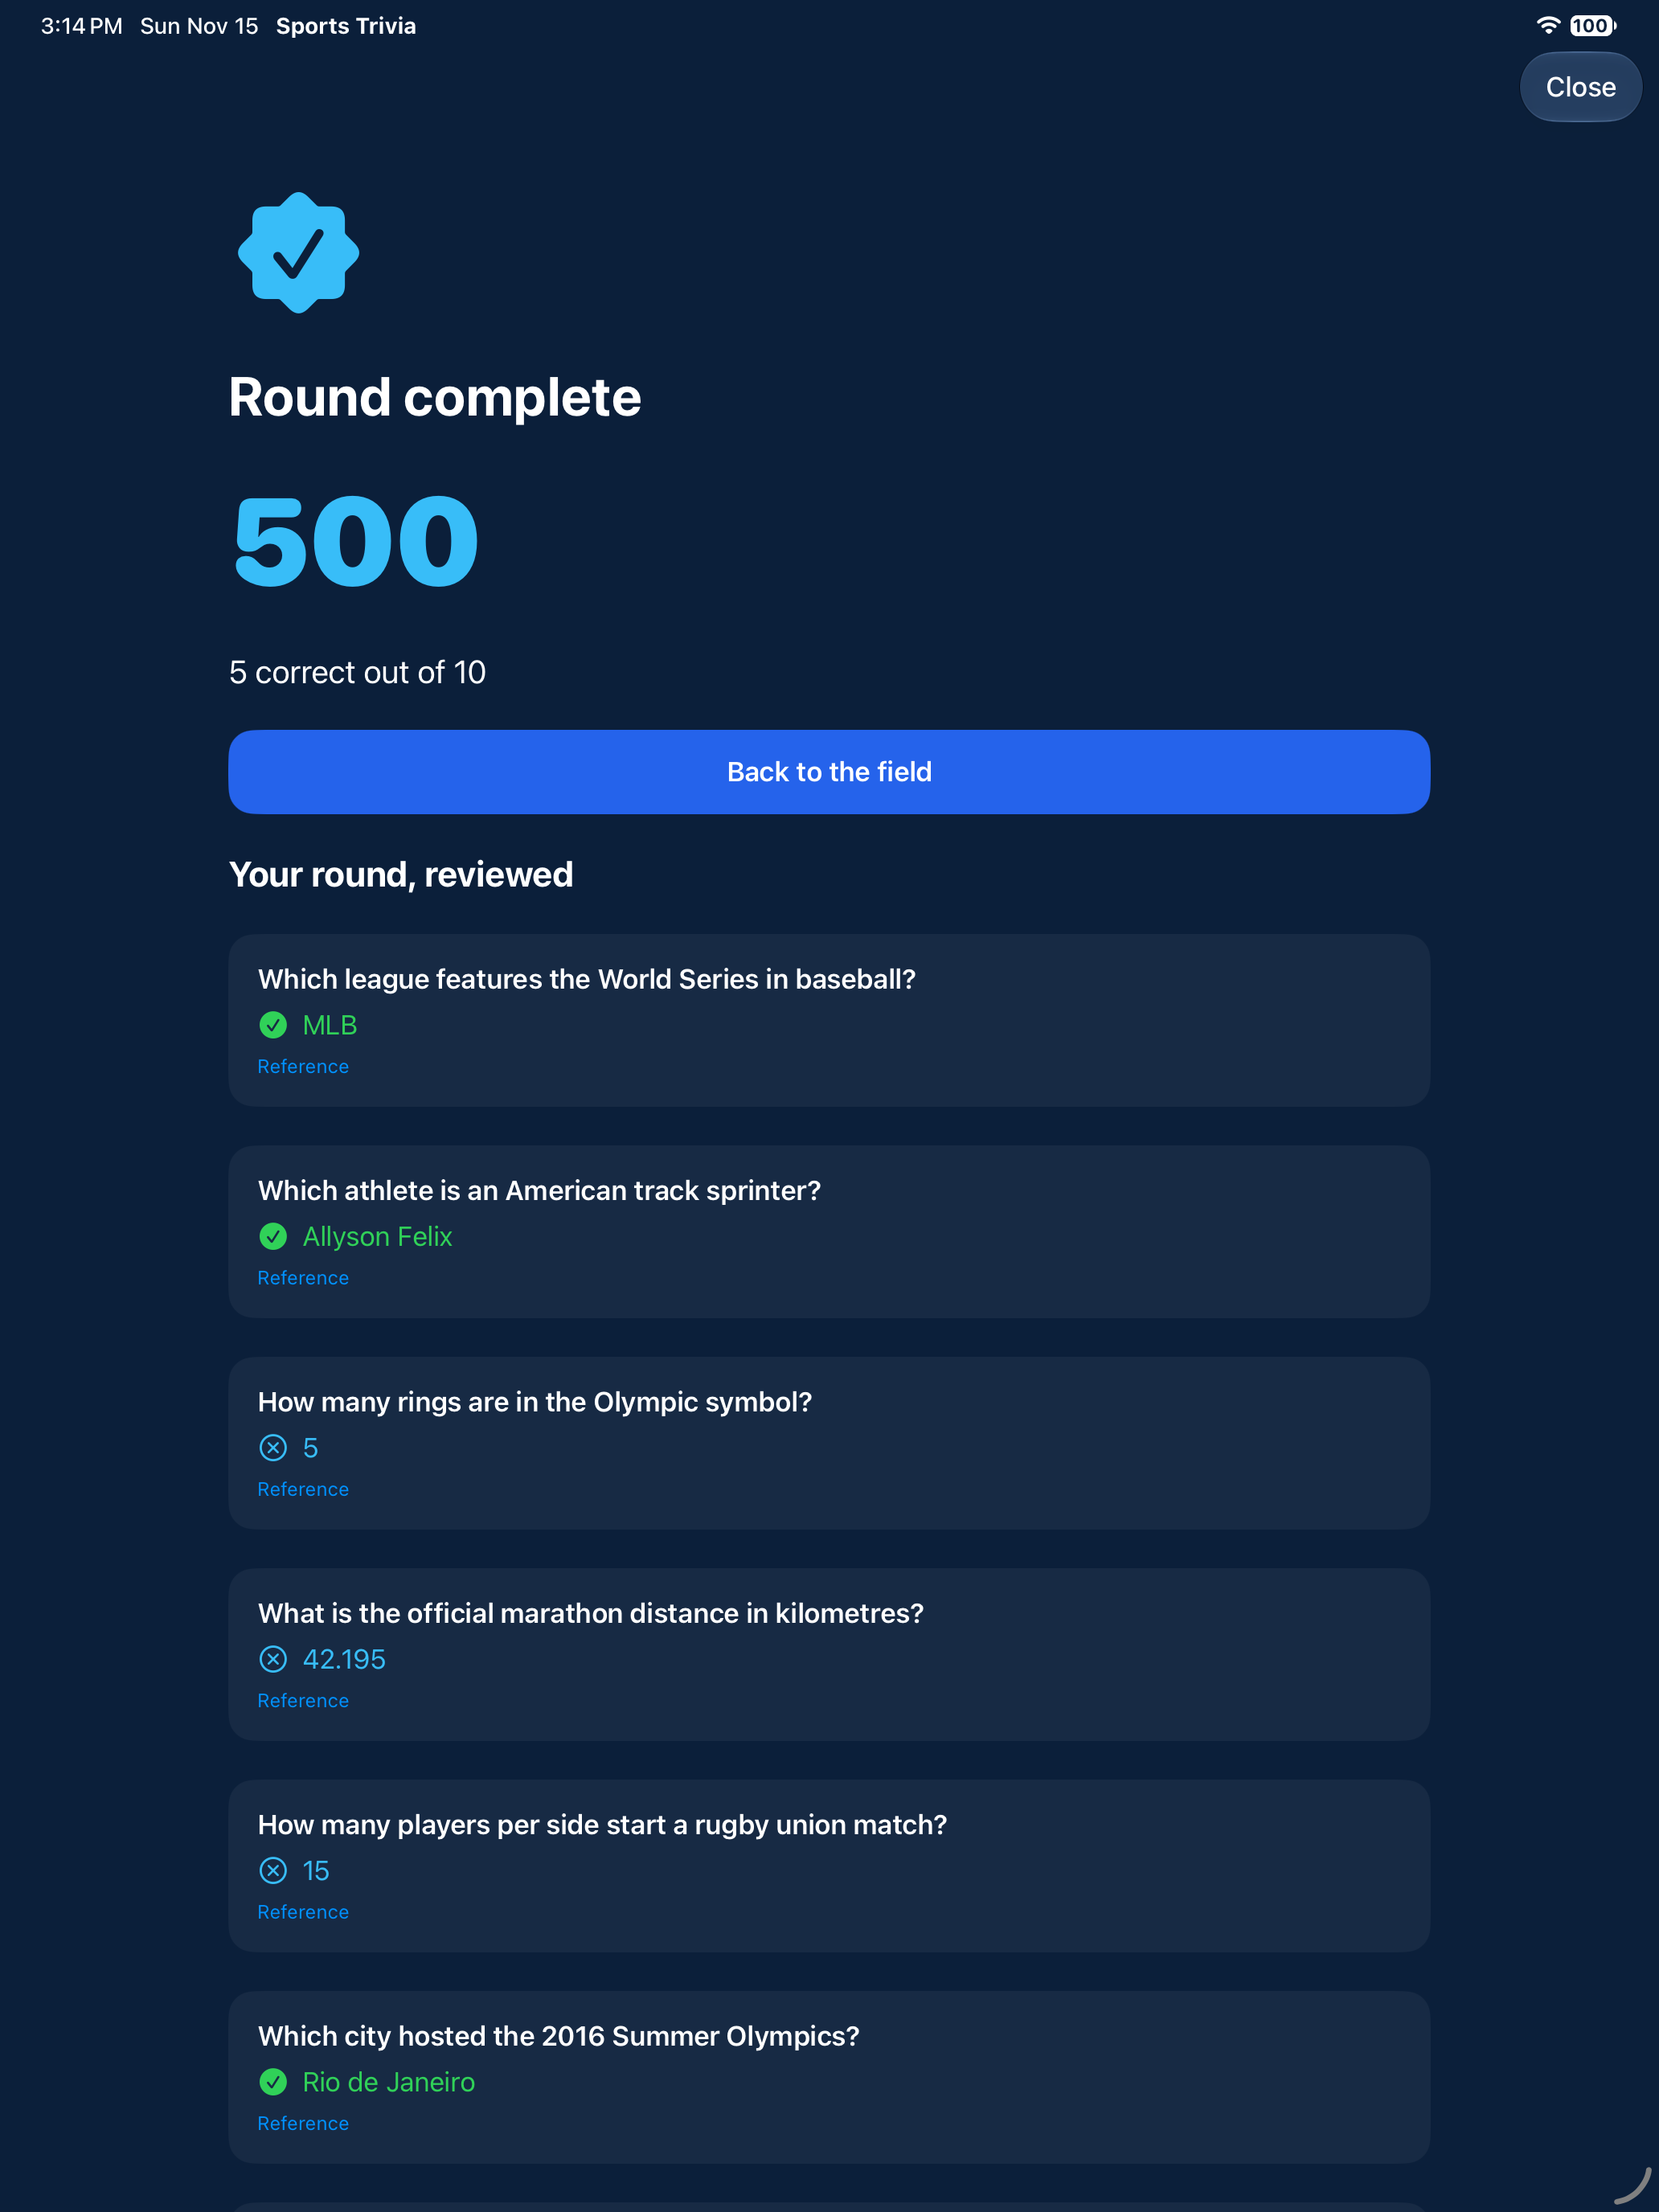 3:14 PM Sun Nov 15 Sports Trivia 100
Close
Round complete
500
5 correct out of 10
Back to the field
Your round, reviewed
Which league features the World Series in baseball?
MLB
Reference
Which athlete is an American track sprinter?
Allyson Felix
Reference
How many rings are in the Olympic symbol?
5
Reference
What is the official marathon distance in kilometres?
42.195
Reference
How many players per side start a rugby union match?
15
Reference
Which city hosted the 2016 Summer Olympics?
Rio de Janeiro
Reference